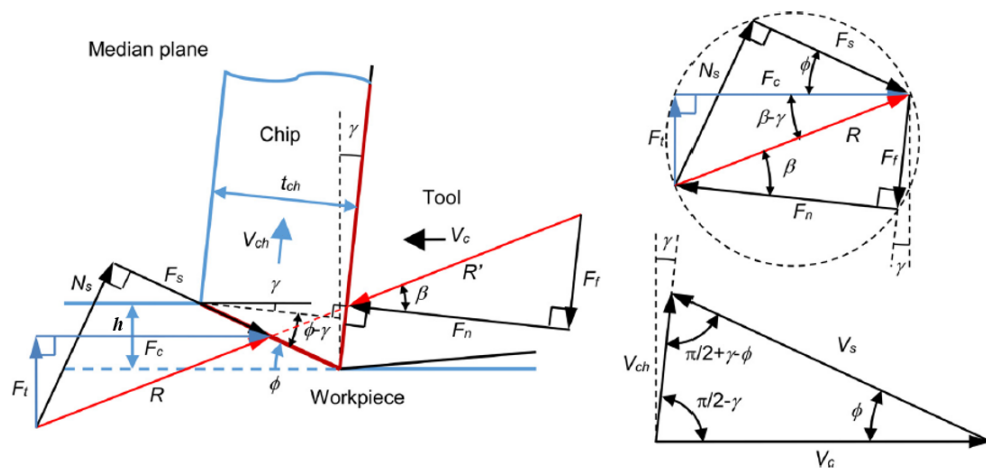 Median plane
Chip
γ
t_ch
Tool
V_ch
V_c
R'
N_s
F_s
γ
β
F_f
h
ϕ-γ
F_n
F_c
F_t
ϕ
R
Workpiece
F_s
N_s
ϕ
F_c
β-γ
F_t
R
F_f
β
F_n
γ
γ
V_s
π/2+γ-ϕ
V_ch
π/2-γ
ϕ
V_c